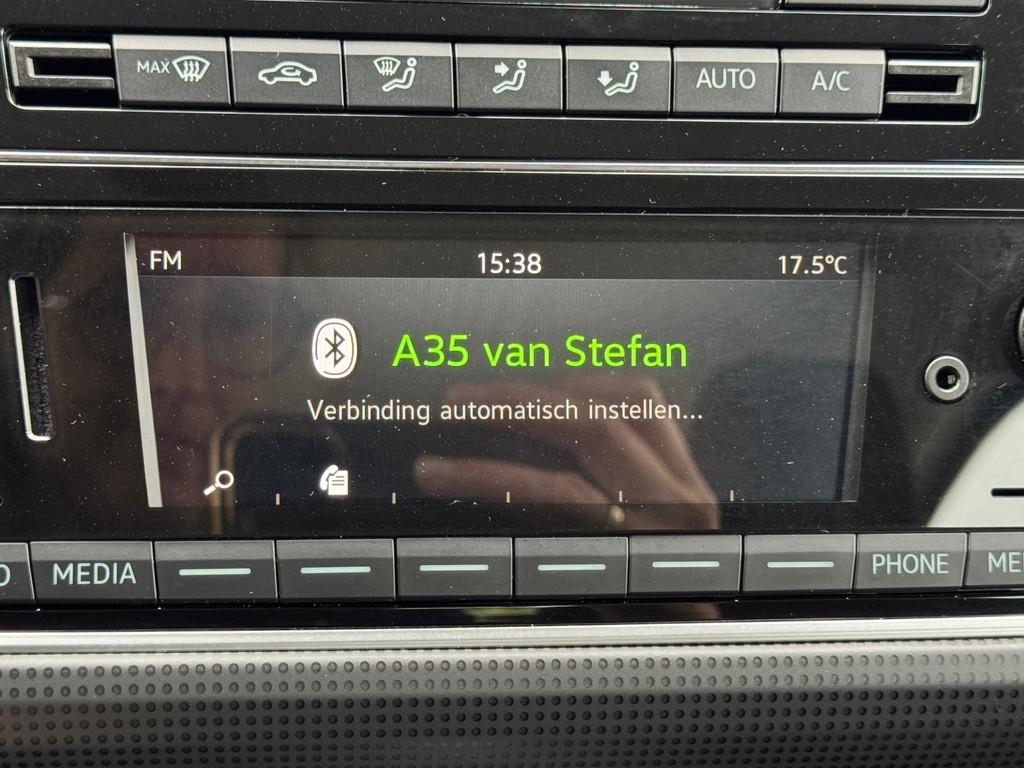 MAX
AUTO
A/C
FM 15:38 17.5°C
A35 van Stefan
Verbinding automatisch instellen...
MEDIA
PHONE